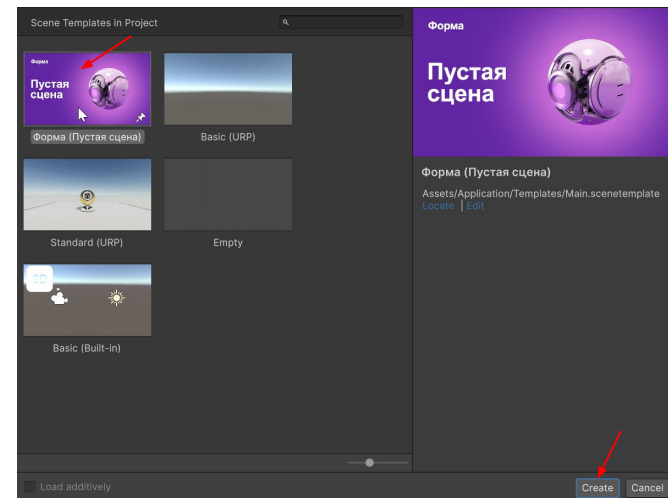 Scene Templates in Project
Форма
Пустая
сцена
Форма (Пустая сцена)
Basic (URP)
Standard (URP)
Empty
3D
Basic (Built-in)
Load additively
Форма
Пустая
сцена
Форма (Пустая сцена)
Assets/Application/Templates/Main.scenetemplate
Locate | Edit
Create
Cancel